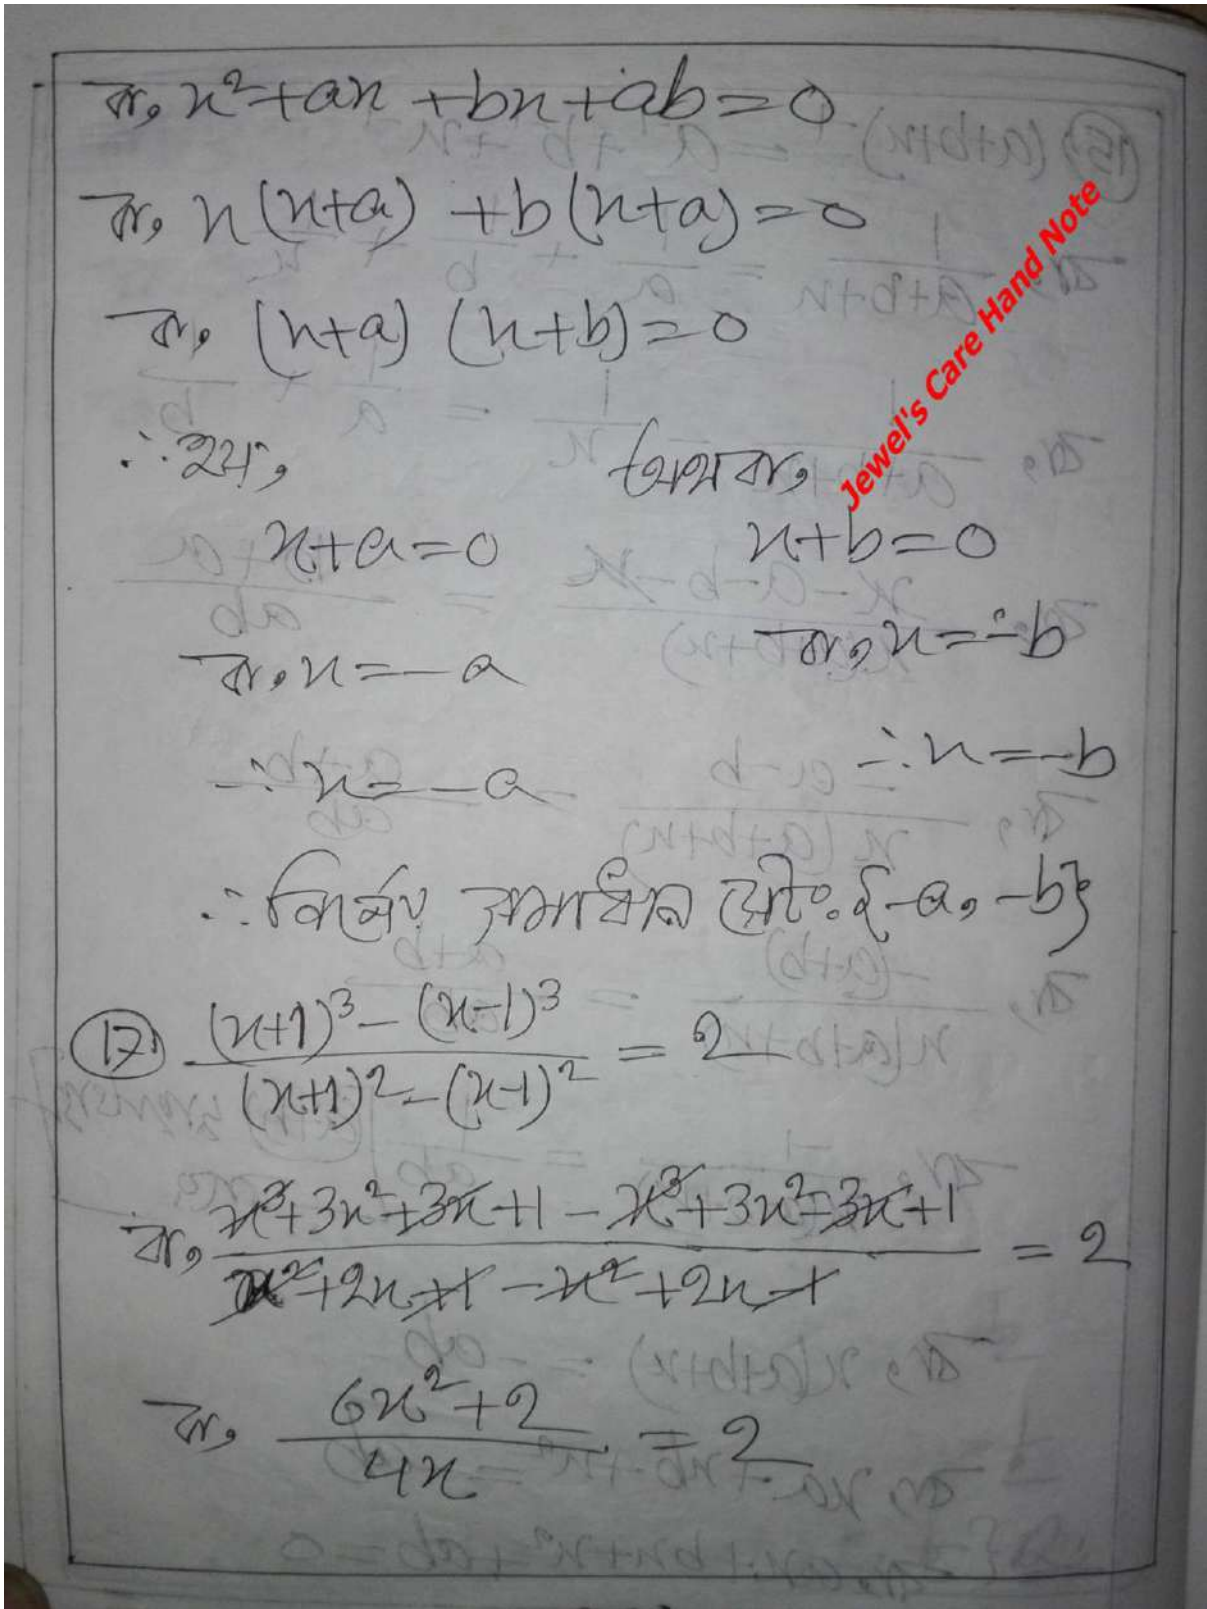 বা, x²+ax+bx+ab=0
বা, x(x+a)+b(x+a)=0
বা, (x+a)(x+b)=0
∴ হয়, অথবা,
x+a=0 x+b=0
বা, x=-a বা, x=-b
∴ x=-a ∴ x=-b
∴ নির্ণেয় সমাধান সেট: {-a, -b}
17) ((x+1)³-(x-1)³)/((x+1)²-(x-1)²) = 2
বা, (x³+3x²+3x+1-x³+3x²-3x+1)/(x²+2x+1-x²+2x-1) = 2
বা, (6x²+2)/(4x) = 2
Jewel's Care Hand Note